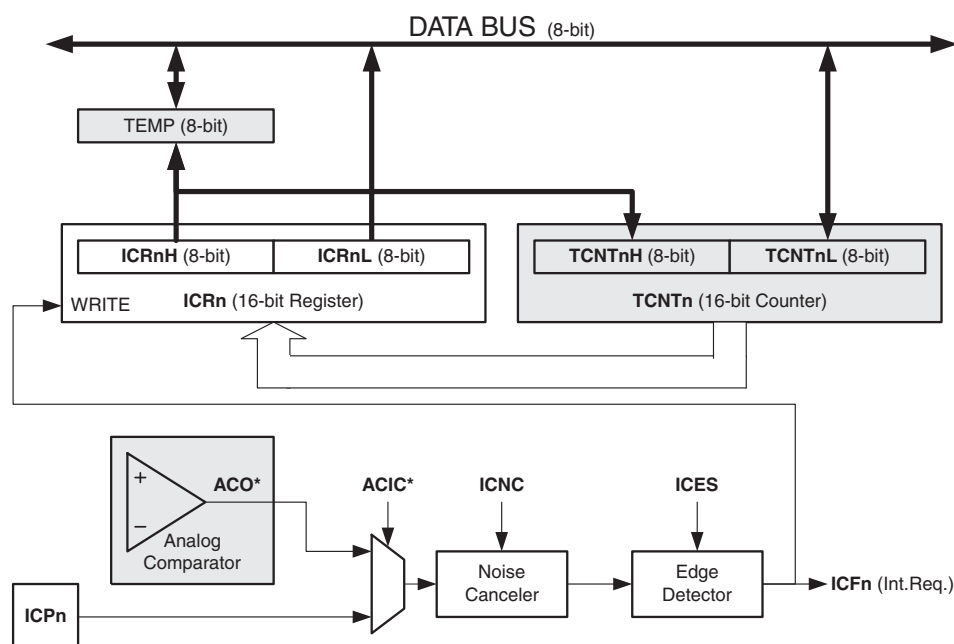 DATA BUS (8-bit)
TEMP (8-bit)
ICRnH (8-bit)
ICRnL (8-bit)
TCNTnH (8-bit)
TCNTnL (8-bit)
WRITE
ICRn (16-bit Register)
TCNTn (16-bit Counter)
+
−
ACO*
Analog
Comparator
ACIC*
ICNC
ICES
Noise
Canceler
Edge
Detector
ICPn
ICFn (Int.Req.)